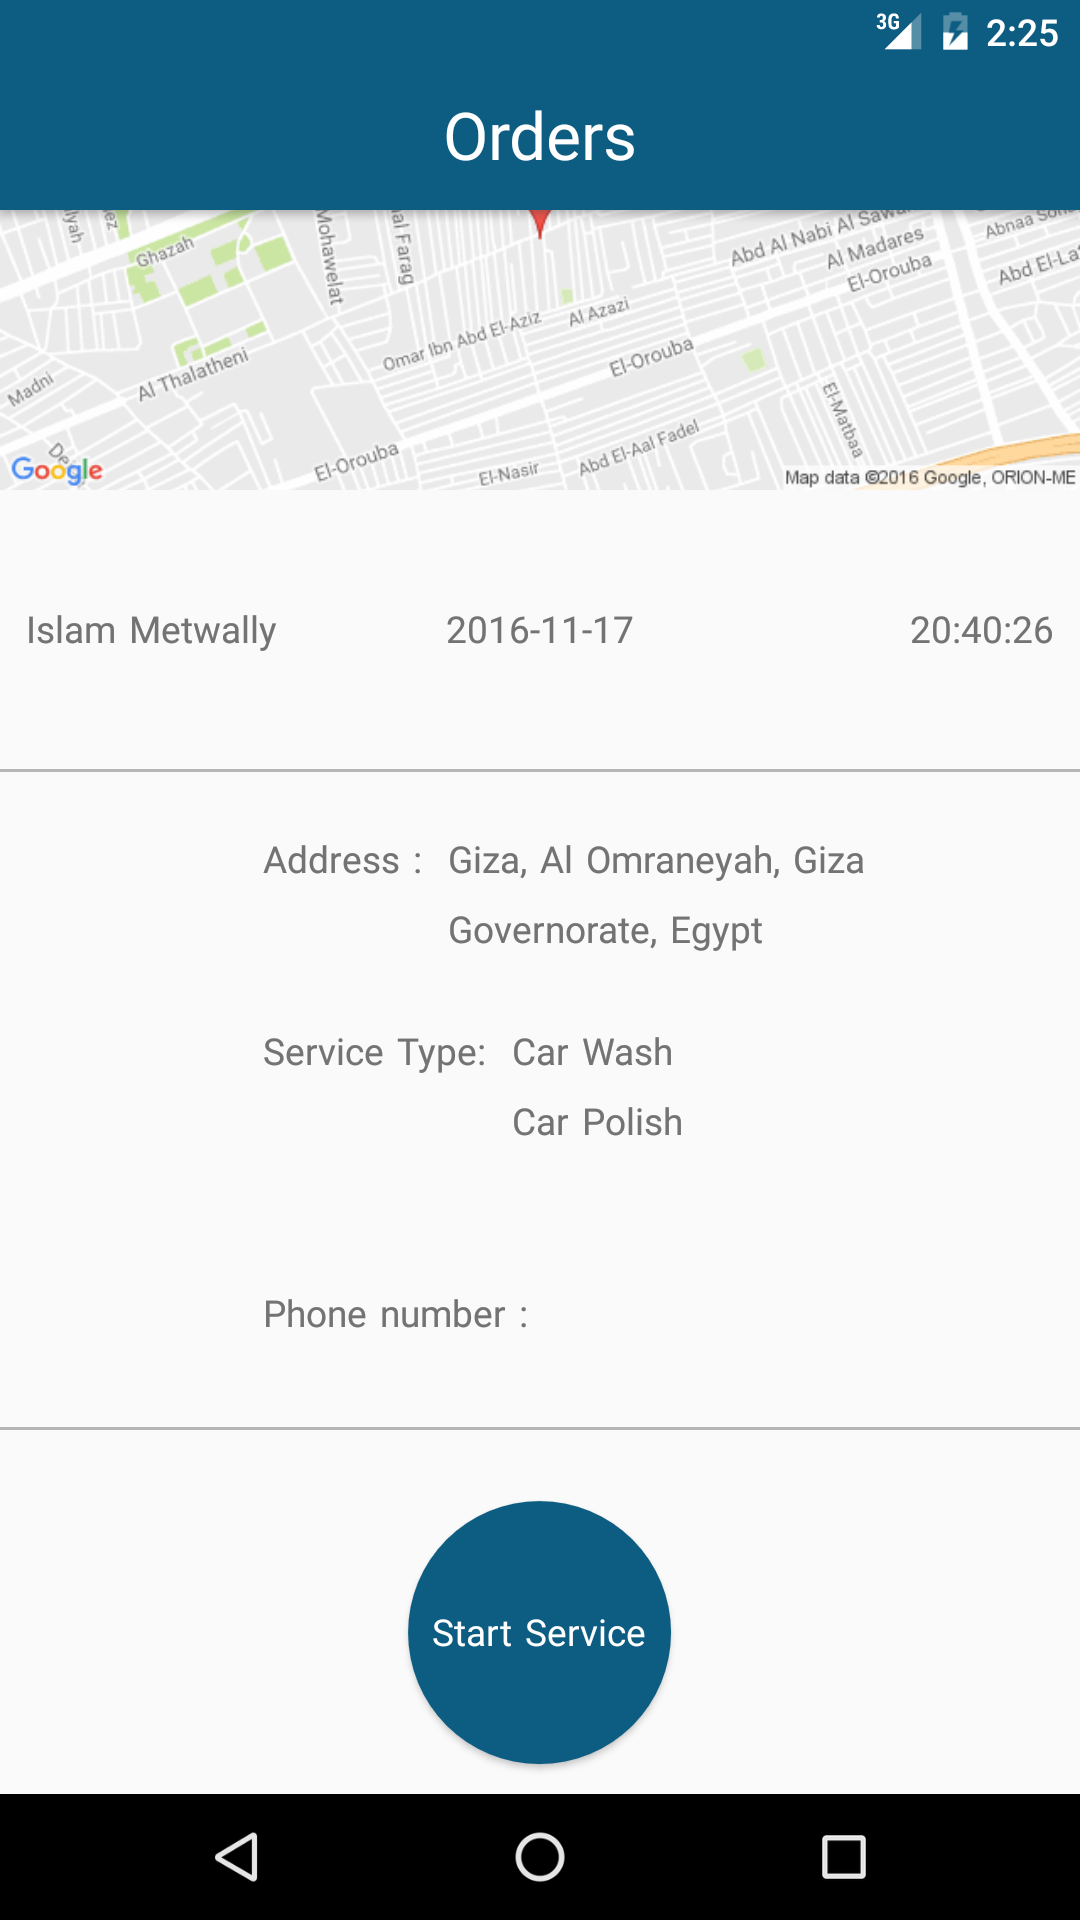 3G 2:25
Orders
Ghazah
Mohawelat
al Farag
Abd Al Nabi Al Sawa
Al Madares
El-Orouba
Abnaa
Abd El-La
Omar Ibn Abd El-Aziz
Al Azazi
El-Orouba
Madni
Al Thalatheni
El-Matbaa
El-Orouba
El-Nasir
Abd El-Aal Fadel
Google
Map data ©2016 Google, ORION-ME
Islam Metwally 2016-11-17 20:40:26
Address : Giza, Al Omraneyah, Giza
Governorate, Egypt
Service Type: Car Wash
Car Polish
Phone number :
Start Service